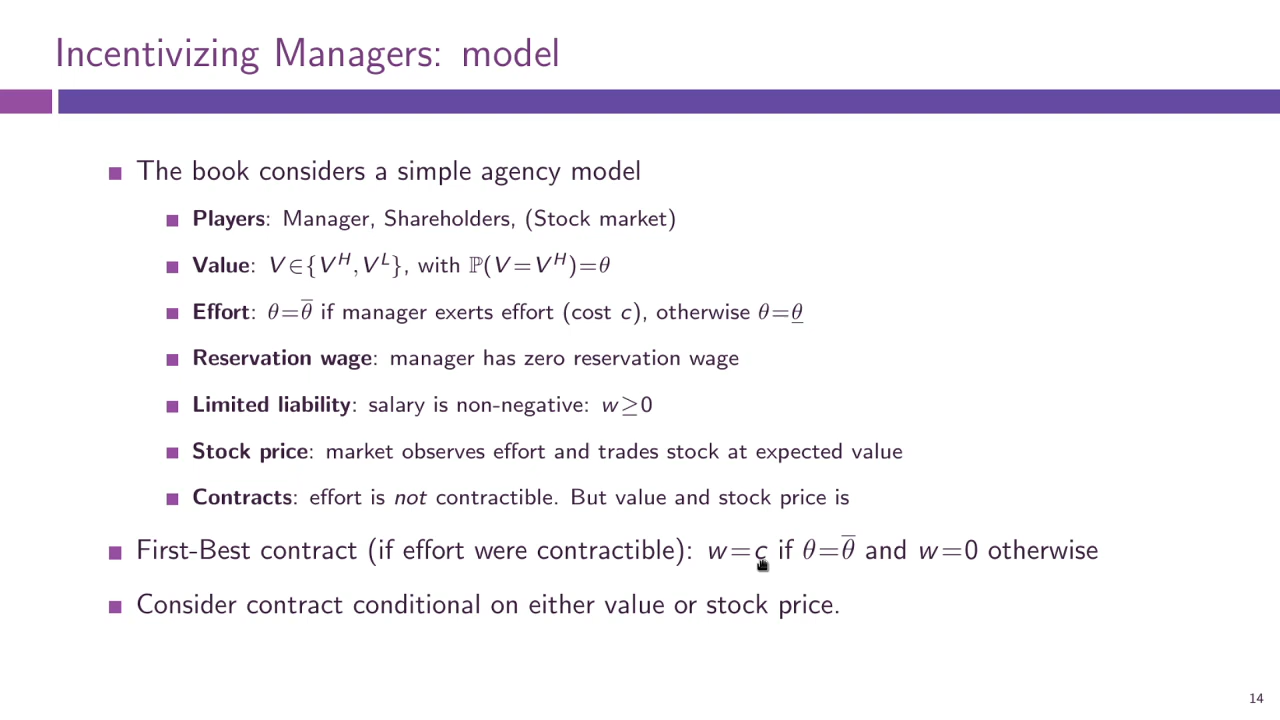 Incentivizing Managers: model
The book considers a simple agency model
Players: Manager, Shareholders, (Stock market)
Value: V∈{V^H, V^L}, with ℙ(V=V^H)=θ
Effort: θ=θ̅ if manager exerts effort (cost c), otherwise θ=θ̲
Reservation wage: manager has zero reservation wage
Limited liability: salary is non-negative: w≥0
Stock price: market observes effort and trades stock at expected value
Contracts: effort is not contractible. But value and stock price is
First-Best contract (if effort were contractible): w=c if θ=θ̅ and w=0 otherwise
Consider contract conditional on either value or stock price.
14